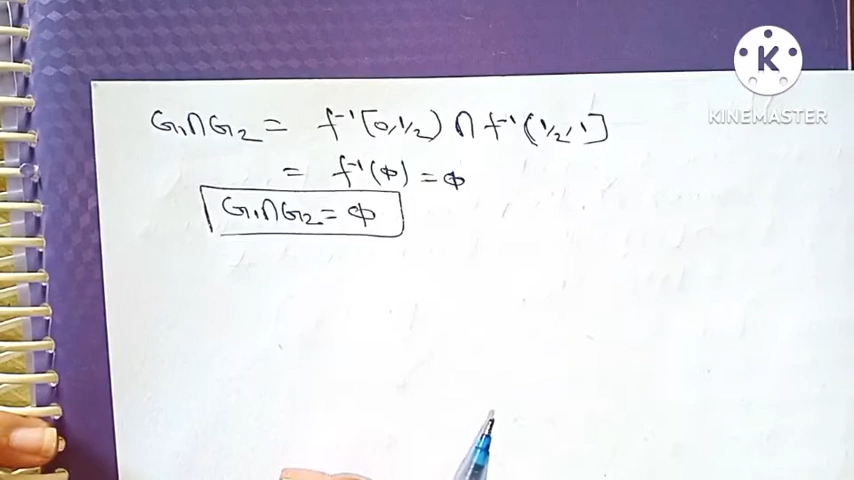 K
KINEMASTER
G₁∩G₂ = f⁻¹[0,1/2) ∩ f⁻¹(1/2,1]
= f⁻¹(φ) = φ
G₁∩G₂ = φ